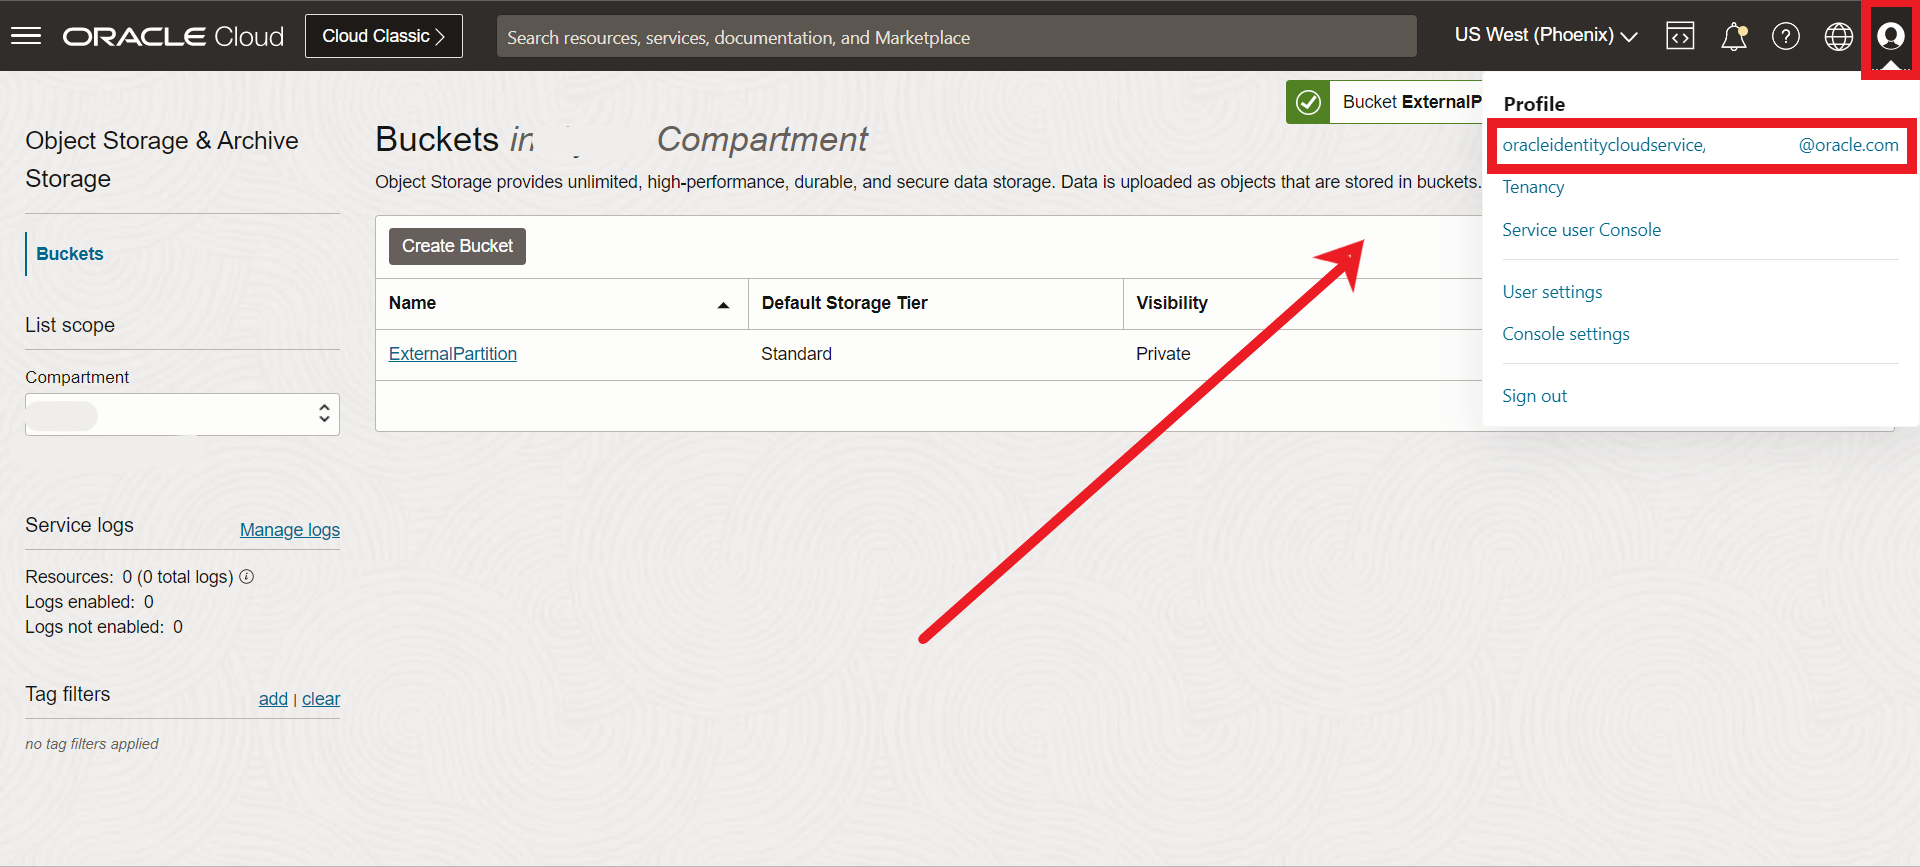 ORACLE Cloud
Cloud Classic
Search resources, services, documentation, and Marketplace
US West (Phoenix)
Object Storage & Archive
Storage
Buckets
List scope
Compartment
Service logs
Manage logs
Resources: 0 (0 total logs)
Logs enabled: 0
Logs not enabled: 0
Tag filters
add | clear
no tag filters applied
Buckets in Compartment
Bucket ExternalP
Object Storage provides unlimited, high-performance, durable, and secure data storage. Data is uploaded as objects that are stored in buckets.
Create Bucket
Name Default Storage Tier Visibility
ExternalPartition Standard Private
Profile
oracleidentitycloudservice, @oracle.com
Tenancy
Service user Console
User settings
Console settings
Sign out